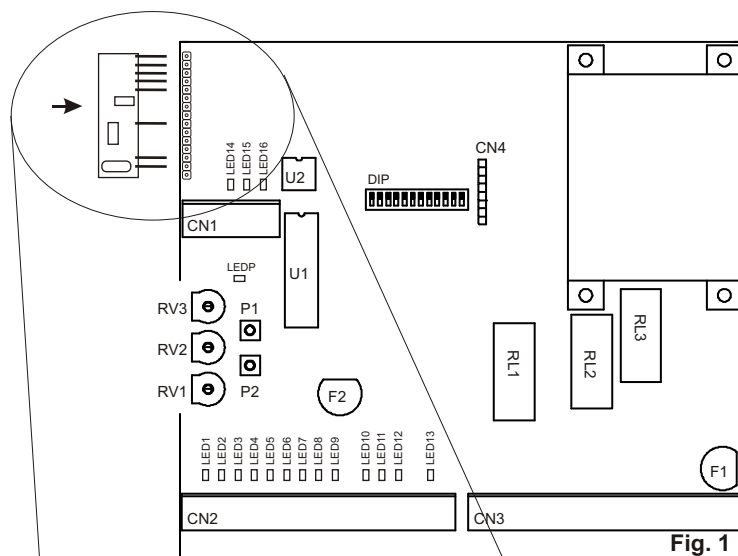 LED14
LED15
LED16
U2
DIP
CN4
CN1
U1
LEDP
RV3
P1
RV2
RV1
P2
F2
RL1
RL2
RL3
LED1
LED2
LED3
LED4
LED5
LED6
LED7
LED8
LED9
LED10
LED11
LED12
LED13
F1
CN2
CN3
Fig. 1